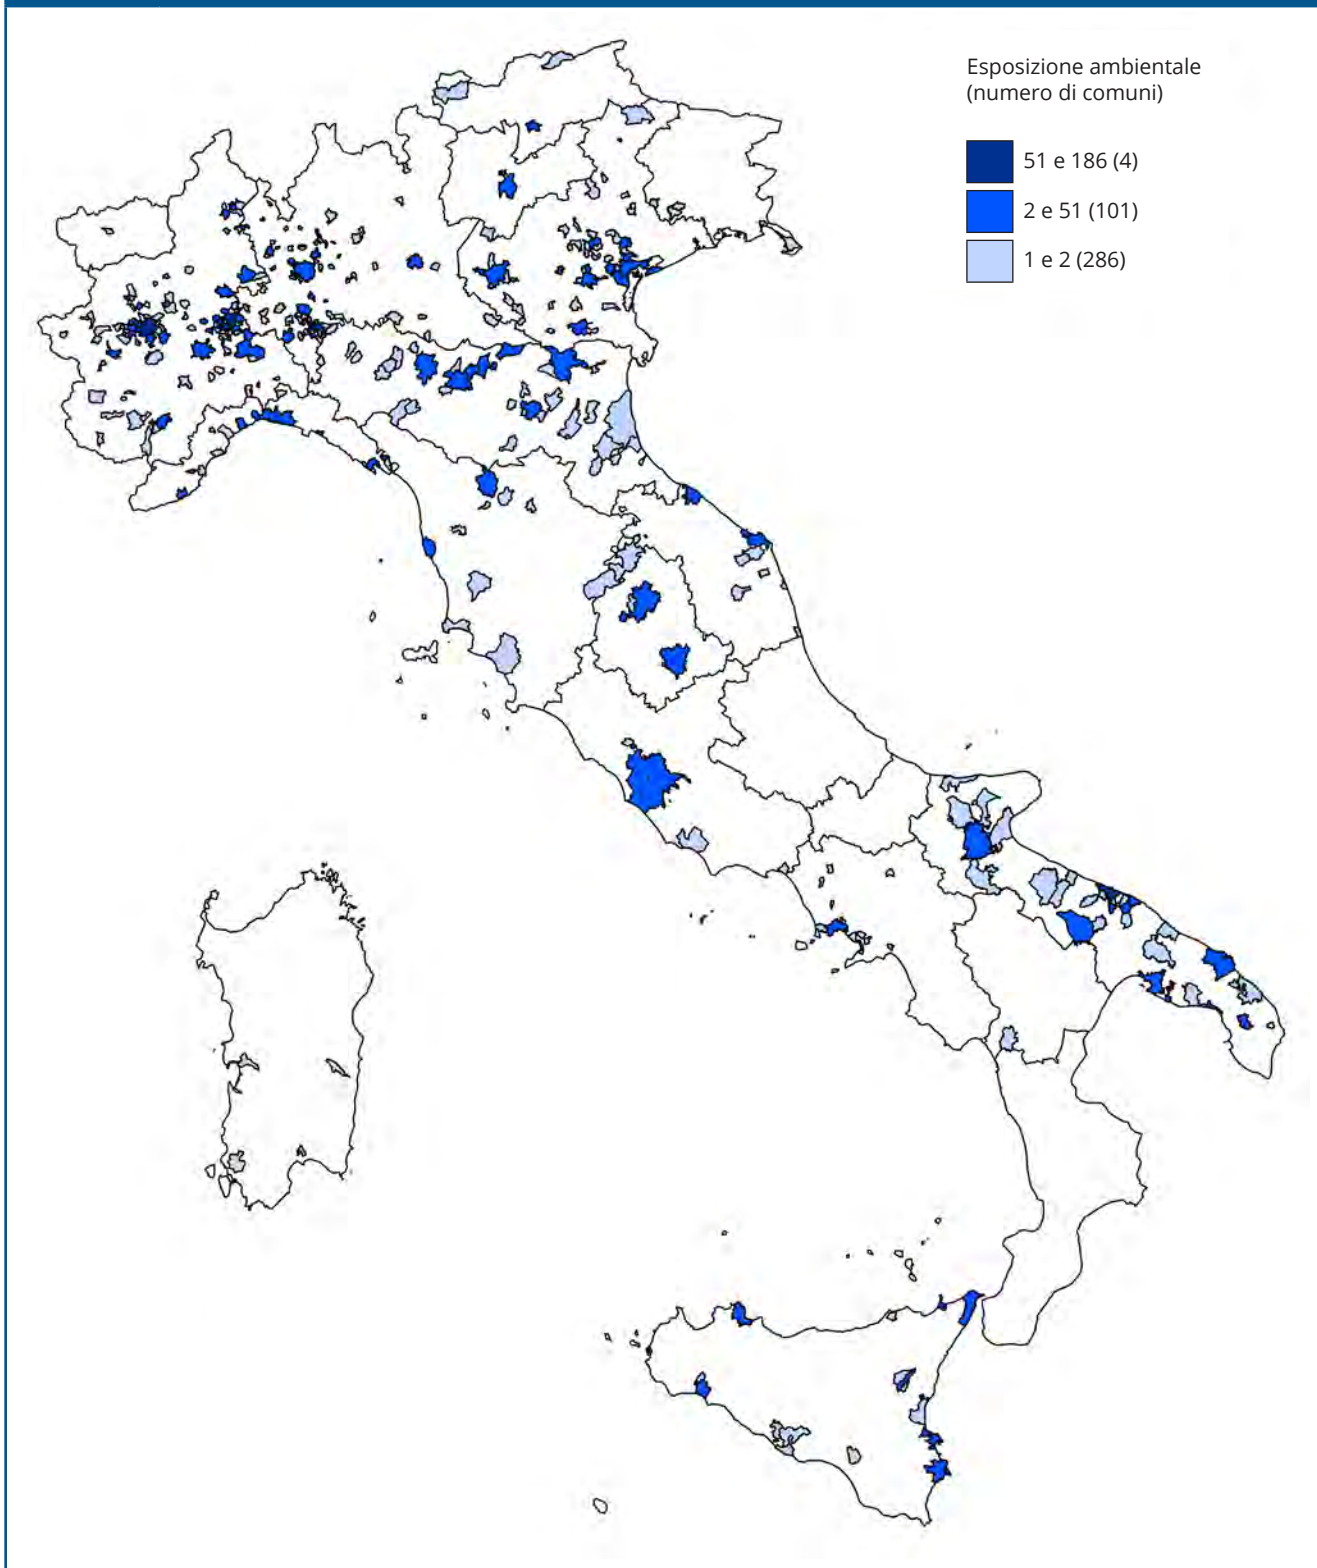 Esposizione ambientale
(numero di comuni)
51 e 186 (4)
2 e 51 (101)
1 e 2 (286)